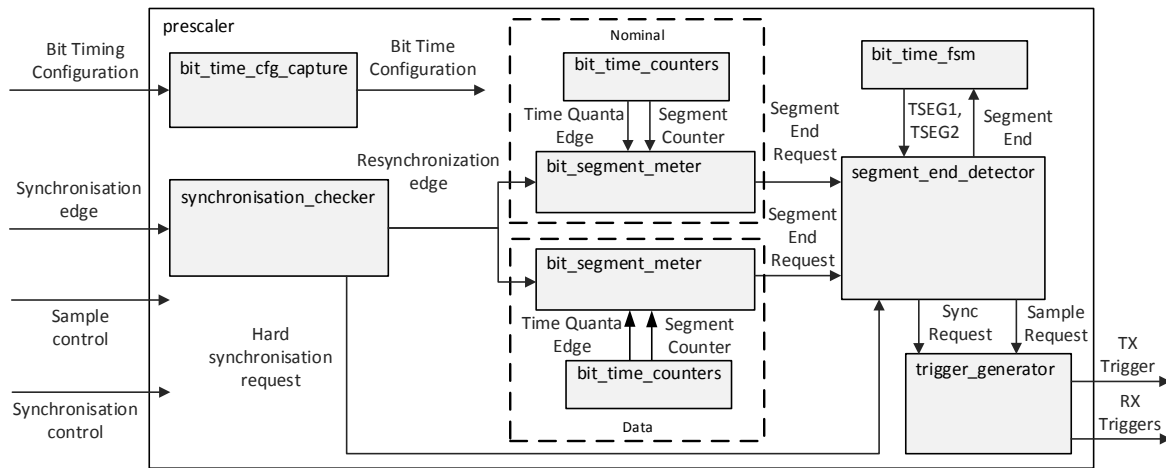 prescaler
Bit Timing
Configuration
bit_time_cfg_capture
Bit Time
Configuration
Nominal
bit_time_counters
Time Quanta
Edge
Segment
Counter
bit_segment_meter
Segment
End
Request
bit_time_fsm
TSEG1,
TSEG2
Segment
End
segment_end_detector
Synchronisation
edge
synchronisation_checker
Resynchronization
edge
Segment
End
Request
bit_segment_meter
Time Quanta
Edge
Segment
Counter
bit_time_counters
Data
Sample
control
Hard
synchronisation
request
Synchronisation
control
Sync
Request
Sample
Request
trigger_generator
TX
Trigger
RX
Triggers